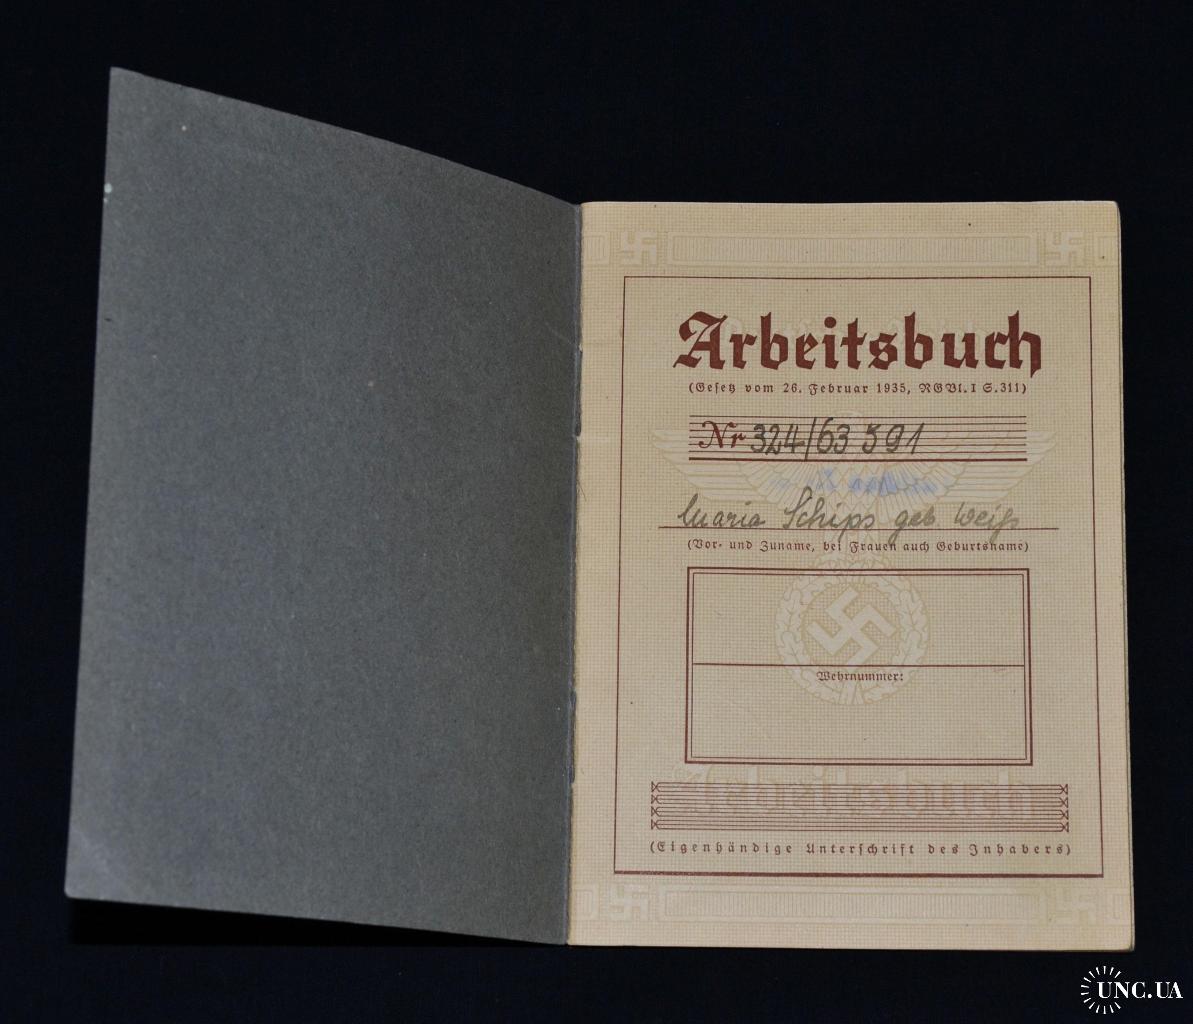 Arbeitsbuch
(Gesetz vom 26. Februar 1935, RGBl. I S. 311)
Nr 324/63 591
Maria Schips geb. Weiß
(Vor- und Zuname, bei Frauen auch Geburtsname)
Wehrnummer:
Arbeitsbuch
(Eigenhändige Unterschrift des Inhabers)
UNC.UA